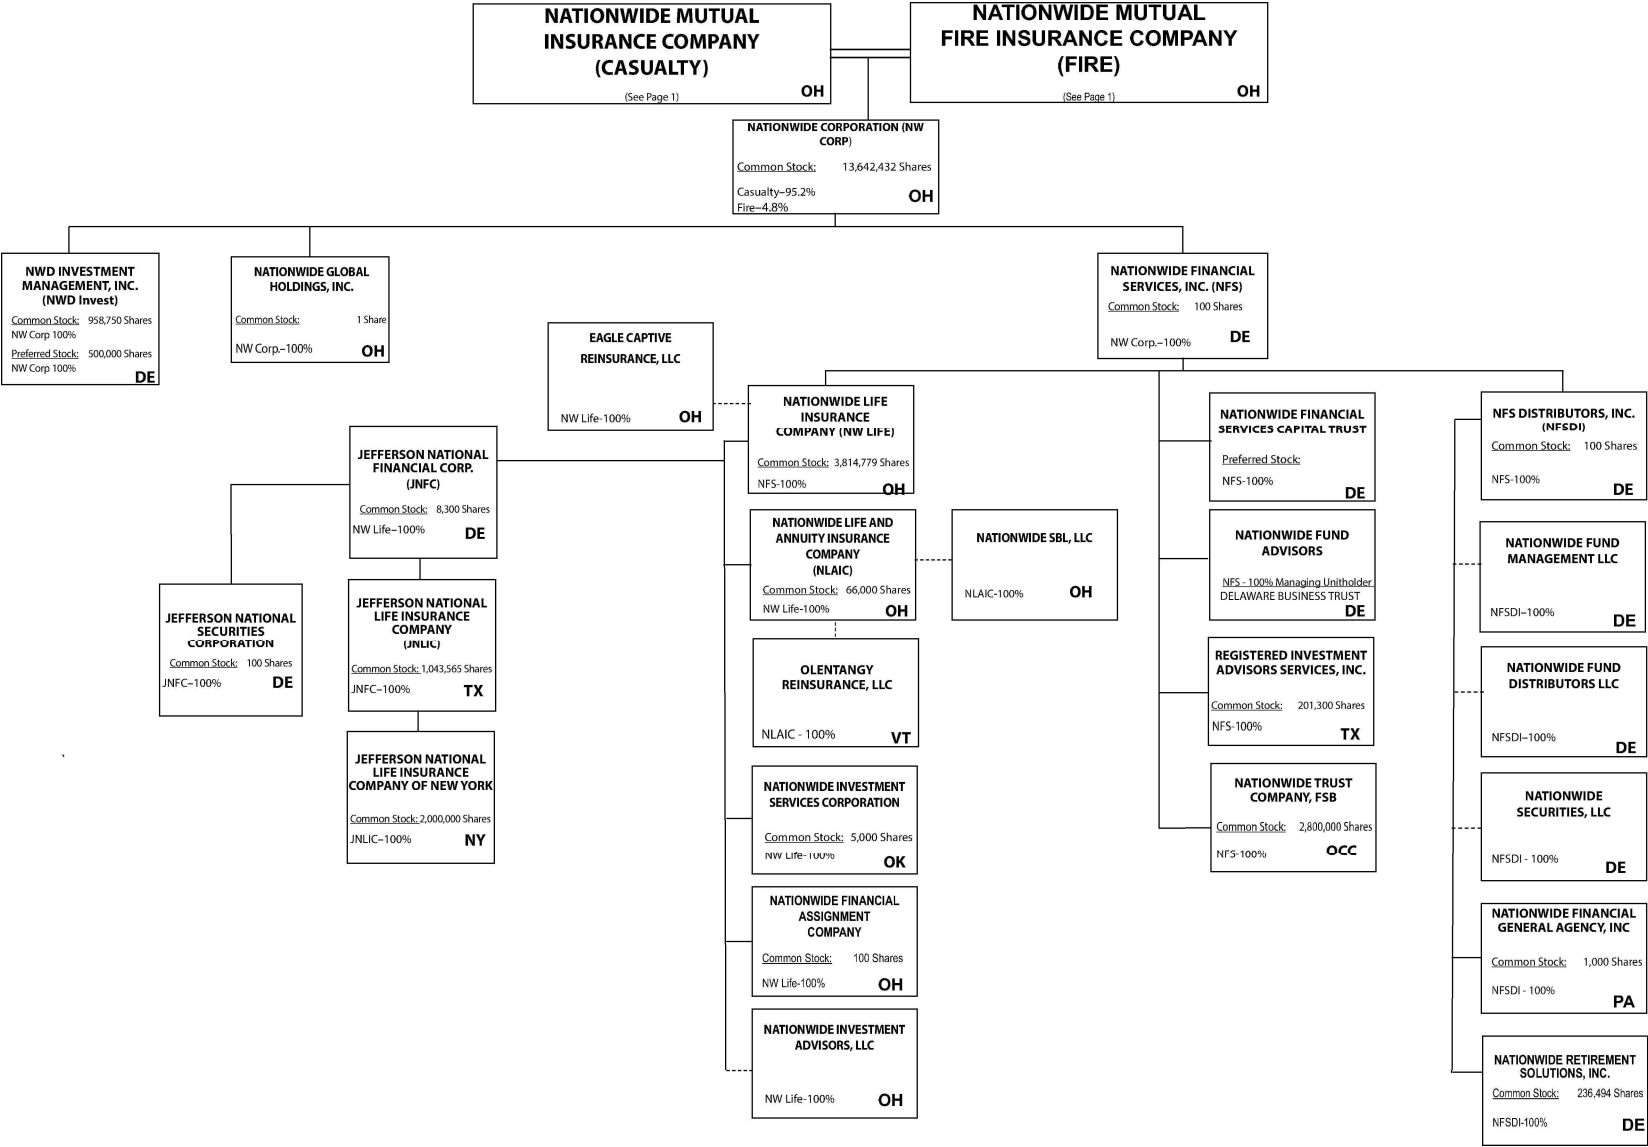 NATIONWIDE MUTUAL
INSURANCE COMPANY
(CASUALTY)
(See Page 1)
OH
NATIONWIDE MUTUAL
FIRE INSURANCE COMPANY
(FIRE)
(See Page 1)
OH
NATIONWIDE CORPORATION (NW
CORP)
Common Stock: 13,642,432 Shares
Casualty–95.2%
Fire–4.8%
OH
NWD INVESTMENT
MANAGEMENT, INC.
(NWD Invest)
Common Stock: 958,750 Shares
NW Corp 100%
Preferred Stock: 500,000 Shares
NW Corp 100%
DE
NATIONWIDE GLOBAL
HOLDINGS, INC.
Common Stock: 1 Share
NW Corp.–100%
OH
NATIONWIDE FINANCIAL
SERVICES, INC. (NFS)
Common Stock: 100 Shares
NW Corp.–100%
DE
EAGLE CAPTIVE
REINSURANCE, LLC
NW Life-100%
OH
NATIONWIDE LIFE
INSURANCE
COMPANY (NW LIFE)
Common Stock: 3,814,779 Shares
NFS-100%
OH
JEFFERSON NATIONAL
FINANCIAL CORP.
(JNFC)
Common Stock: 8,300 Shares
NW Life–100%
DE
JEFFERSON NATIONAL
SECURITIES
CORPORATION
Common Stock: 100 Shares
JNFC–100%
DE
JEFFERSON NATIONAL
LIFE INSURANCE
COMPANY
(JNLIC)
Common Stock: 1,043,565 Shares
JNFC–100%
TX
JEFFERSON NATIONAL
LIFE INSURANCE
COMPANY OF NEW YORK
Common Stock: 2,000,000 Shares
JNLIC–100%
NY
NATIONWIDE LIFE AND
ANNUITY INSURANCE
COMPANY
(NLAIC)
Common Stock: 66,000 Shares
NW Life-100%
OH
NATIONWIDE SBL, LLC
NLAIC-100%
OH
OLENTANGY
REINSURANCE, LLC
NLAIC - 100%
VT
NATIONWIDE INVESTMENT
SERVICES CORPORATION
Common Stock: 5,000 Shares
NW Life-100%
OK
NATIONWIDE FINANCIAL
ASSIGNMENT
COMPANY
Common Stock: 100 Shares
NW Life-100%
OH
NATIONWIDE INVESTMENT
ADVISORS, LLC
NW Life-100%
OH
NATIONWIDE FINANCIAL
SERVICES CAPITAL TRUST
Preferred Stock:
NFS-100%
DE
NATIONWIDE FUND
ADVISORS
NFS - 100% Managing Unitholder
DELAWARE BUSINESS TRUST
DE
REGISTERED INVESTMENT
ADVISORS SERVICES, INC.
Common Stock: 201,300 Shares
NFS-100%
TX
NATIONWIDE TRUST
COMPANY, FSB
Common Stock: 2,800,000 Shares
NFS-100%
OCC
NFS DISTRIBUTORS, INC.
(NFSDI)
Common Stock: 100 Shares
NFS-100%
DE
NATIONWIDE FUND
MANAGEMENT LLC
NFSDI–100%
DE
NATIONWIDE FUND
DISTRIBUTORS LLC
NFSDI–100%
DE
NATIONWIDE
SECURITIES, LLC
NFSDI - 100%
DE
NATIONWIDE FINANCIAL
GENERAL AGENCY, INC
Common Stock: 1,000 Shares
NFSDI - 100%
PA
NATIONWIDE RETIREMENT
SOLUTIONS, INC.
Common Stock: 236,494 Shares
NFSDI-100%
DE